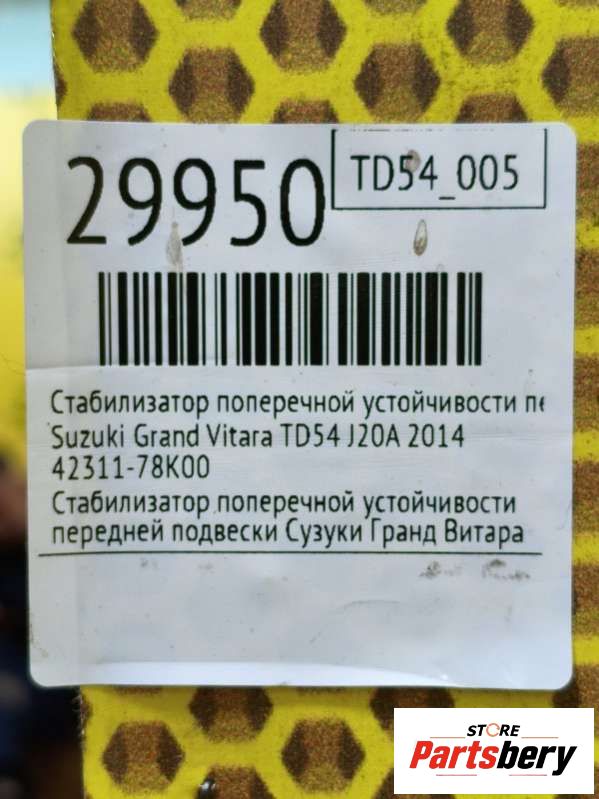 29950
TD54_005
Стабилизатор поперечной устойчивости
Suzuki Grand Vitara TD54 J20A 2014
42311-78K00
Стабилизатор поперечной устойчивости
передней подвески Сузуки Гранд Витара
STORE
Partsbery